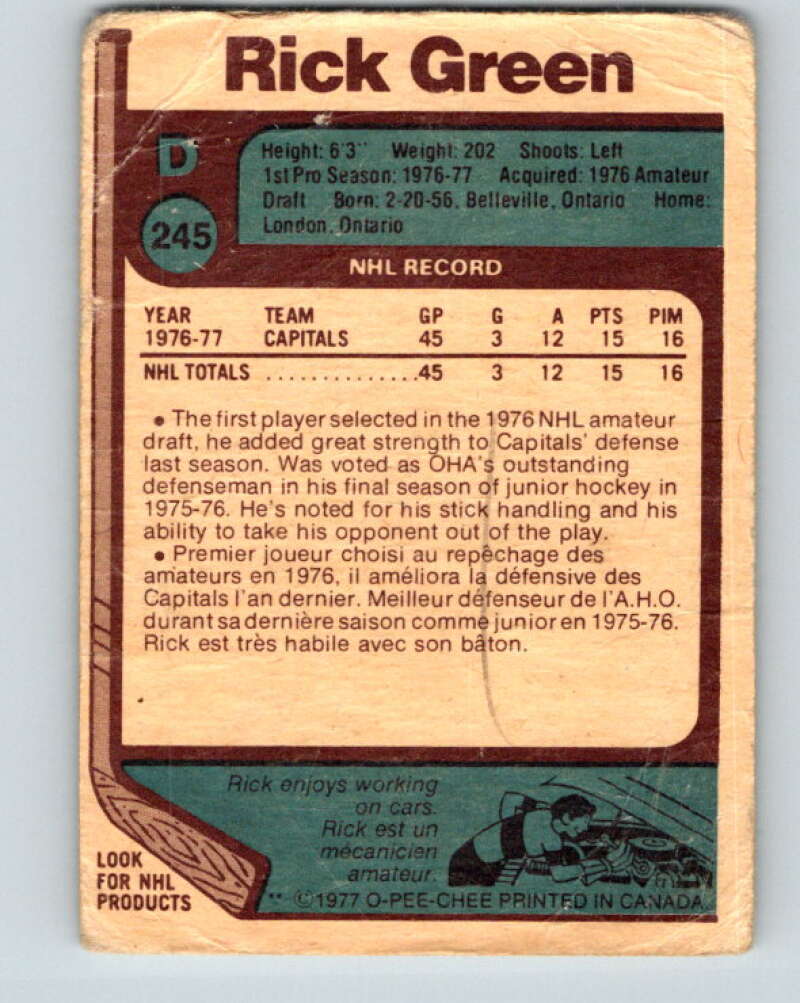 Rick Green
D
245
Height: 6'3" Weight: 202 Shoots: Left
1st Pro Season: 1976-77 Acquired: 1976 Amateur
Draft Born: 2-20-56, Belleville, Ontario Home:
London, Ontario
NHL RECORD
YEAR TEAM GP G A PTS PIM
1976-77 CAPITALS 45 3 12 15 16
NHL TOTALS ..............45 3 12 15 16
• The first player selected in the 1976 NHL amateur
draft, he added great strength to Capitals' defense
last season. Was voted as OHA's outstanding
defenseman in his final season of junior hockey in
1975-76. He's noted for his stick handling and his
ability to take his opponent out of the play.
• Premier joueur choisi au repêchage des
amateurs en 1976, il améliora la défensive des
Capitals l'an dernier. Meilleur défenseur de l'A.H.O.
durant sa dernière saison comme junior en 1975-76.
Rick est très habile avec son bâton.
Rick enjoys working
on cars.
Rick est un
mécanicien
amateur.
LOOK
FOR NHL
PRODUCTS
** ©1977 O-PEE-CHEE PRINTED IN CANADA